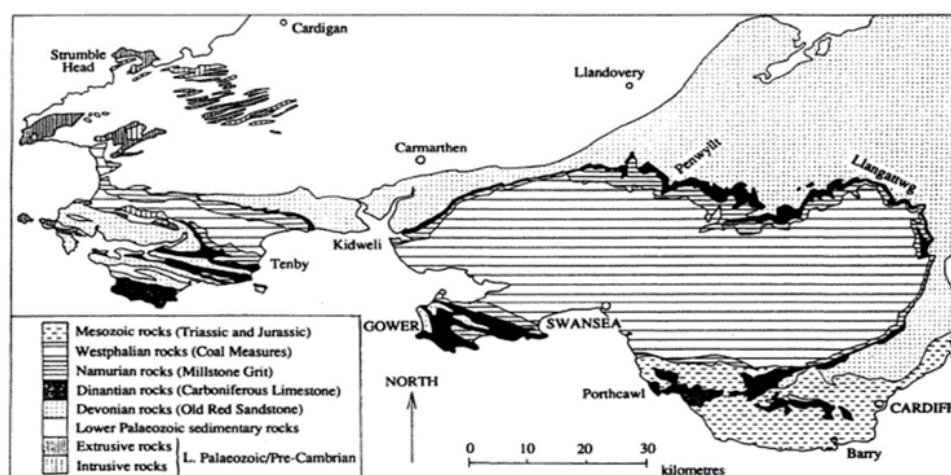 Cardigan
Strumble
Head
Llandovery
Carmarthen
Penwyllt
Llangattwg
Kidweli
Tenby
GOWER
SWANSEA
Porthcawl
CARDIFF
Barry
Mesozoic rocks (Triassic and Jurassic)
Westphalian rocks (Coal Measures)
Namurian rocks (Millstone Grit)
Dinantian rocks (Carboniferous Limestone)
Devonian rocks (Old Red Sandstone)
Lower Palaeozoic sedimentary rocks
Extrusive rocks
Intrusive rocks
L. Palaeozoic/Pre-Cambrian
NORTH
0 10 20 30
kilometres